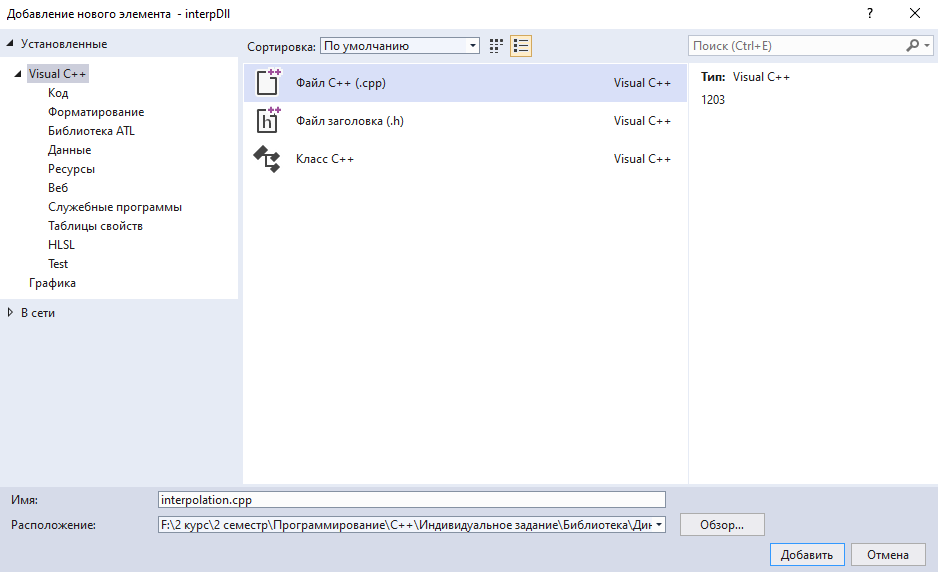 Добавление нового элемента - interpDll
?
Установленные
Visual C++
Код
Форматирование
Библиотека ATL
Данные
Ресурсы
Веб
Служебные программы
Таблицы свойств
HLSL
Test
Графика
В сети
Сортировка: По умолчанию
Файл C++ (.cpp) Visual C++
Файл заголовка (.h) Visual C++
Класс C++ Visual C++
Поиск (Ctrl+E)
Тип: Visual C++
1203
Имя: interpolation.cpp
Расположение: F:\2 курс\2 семестр\Программирование\C++\Индивидуальное задание\Библиотека\Дин
Обзор...
Добавить Отмена